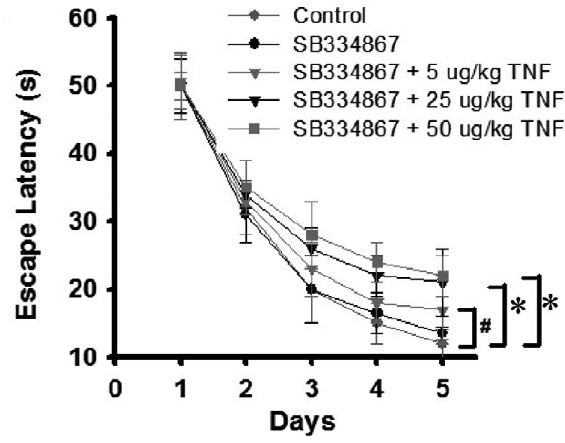 Control
SB334867
SB334867 + 5 ug/kg TNF
SB334867 + 25 ug/kg TNF
SB334867 + 50 ug/kg TNF
Escape Latency (s)
60
50
40
30
20
10
# * *
0 1 2 3 4 5
Days